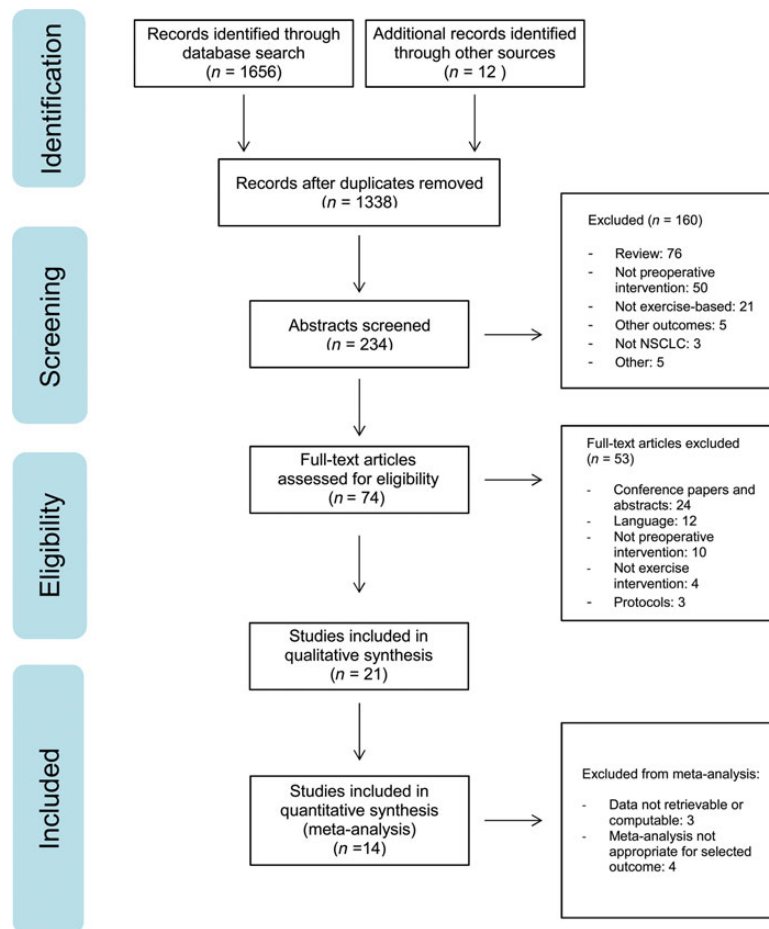 Identification
Records identified through
database search
(n = 1656)
Additional records identified
through other sources
(n = 12 )
Records after duplicates removed
(n = 1338)
Screening
Abstracts screened
(n = 234)
Excluded (n = 160)
- Review: 76
- Not preoperative
intervention: 50
- Not exercise-based: 21
- Other outcomes: 5
- Not NSCLC: 3
- Other: 5
Eligibility
Full-text articles
assessed for eligibility
(n = 74)
Full-text articles excluded
(n = 53)
- Conference papers and
abstracts: 24
- Language: 12
- Not preoperative
intervention: 10
- Not exercise
intervention: 4
- Protocols: 3
Studies included in
qualitative synthesis
(n = 21)
Included
Studies included in
quantitative synthesis
(meta-analysis)
(n =14)
Excluded from meta-analysis:
- Data not retrievable or
computable: 3
- Meta-analysis not
appropriate for selected
outcome: 4